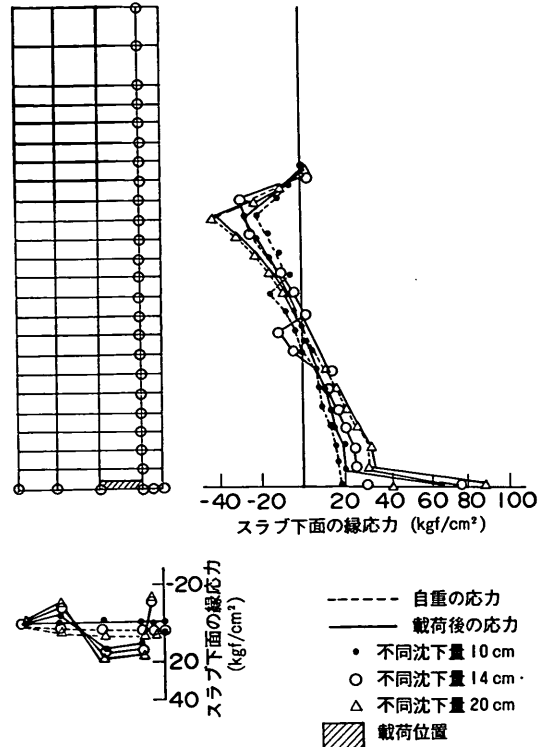 -40 -20 20 40 60 80 100
スラブ下面の縁応力 (kgf/cm²)
-20
20
40
スラブ下面の縁応力
(kgf/cm²)
自重の応力
載荷後の応力
不同沈下量 10 cm
不同沈下量 14 cm
不同沈下量 20 cm
載荷位置